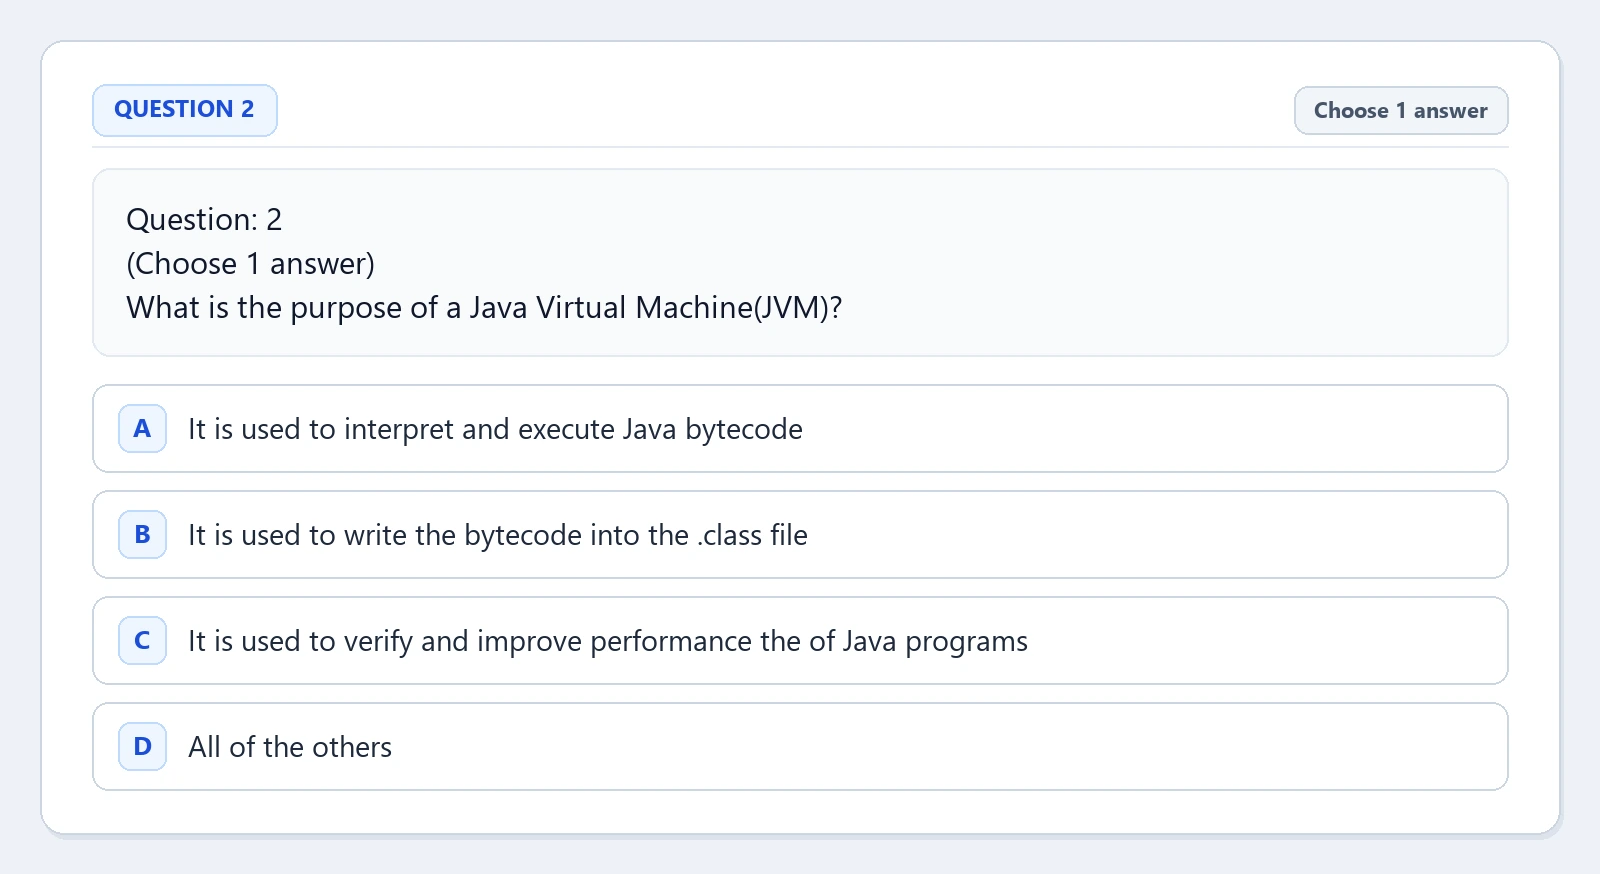 QUESTION 2
Choose 1 answer
Question: 2
(Choose 1 answer)
What is the purpose of a Java Virtual Machine(JVM)?
A It is used to interpret and execute Java bytecode
B It is used to write the bytecode into the .class file
C It is used to verify and improve performance the of Java programs
D All of the others